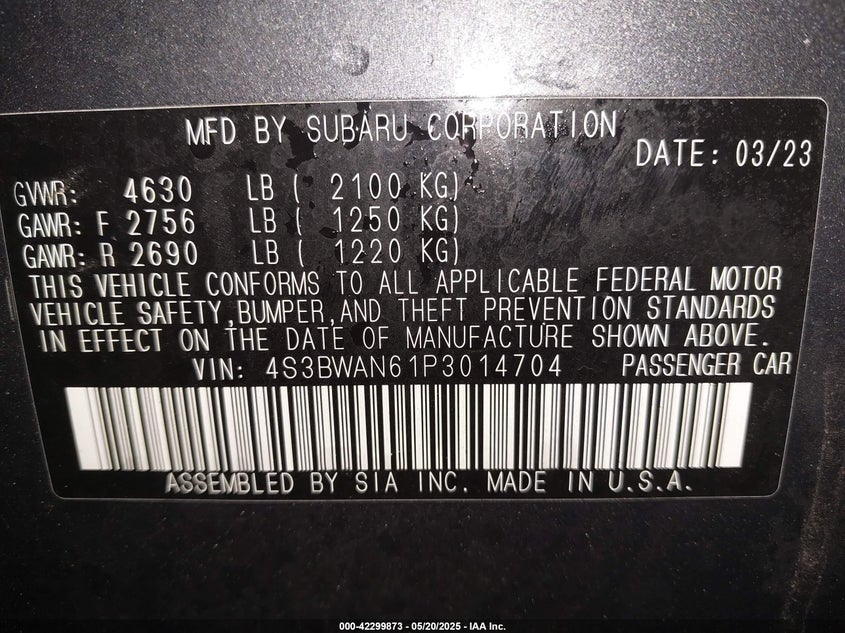 MFD BY SUBARU CORPORATION
DATE: 03/23
GVWR: 4630 LB ( 2100 KG)
GAWR: F 2756 LB ( 1250 KG)
GAWR: R 2690 LB ( 1220 KG)
THIS VEHICLE CONFORMS TO ALL APPLICABLE FEDERAL MOTOR
VEHICLE SAFETY,BUMPER,AND THEFT PREVENTION STANDARDS
IN EFFECT ON THE DATE OF MANUFACTURE SHOWN ABOVE.
VIN: 4S3BWAN61P3014704 PASSENGER CAR
ASSEMBLED BY SIA INC. MADE IN U.S.A.
000-42299873 - 05/20/2025 - IAA Inc.